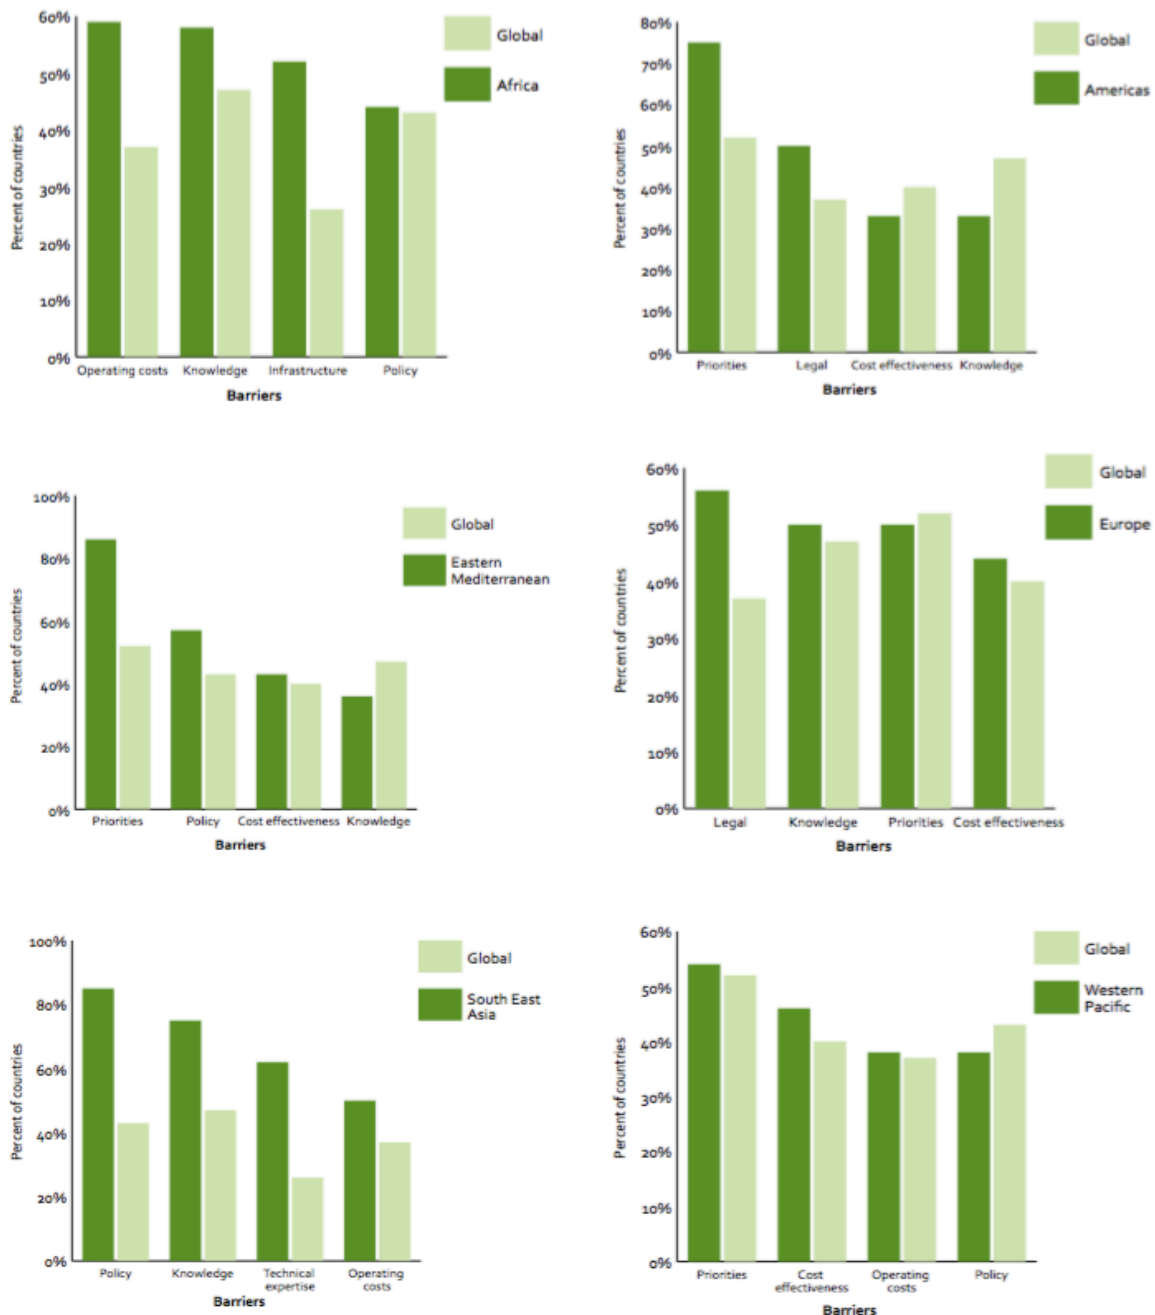 60%
50%
40%
30%
20%
10%
0%
Percent of countries
Operating costs Knowledge Infrastructure Policy
Barriers
Global
Africa
80%
70%
60%
50%
40%
30%
20%
10%
0%
Percent of countries
Priorities Legal Cost effectiveness Knowledge
Barriers
Global
Americas
100%
80%
60%
40%
20%
0%
Percent of countries
Priorities Policy Cost effectiveness Knowledge
Barriers
Global
Eastern
Mediterranean
60%
50%
40%
30%
20%
10%
0%
Percent of countries
Legal Knowledge Priorities Cost effectiveness
Barriers
Global
Europe
100%
80%
60%
40%
20%
0%
Percent of countries
Policy Knowledge Technical Operating
expertise costs
Barriers
Global
South East
Asia
60%
50%
40%
30%
20%
10%
0%
Percent of countries
Priorities Cost Operating Policy
effectiveness costs
Barriers
Global
Western
Pacific